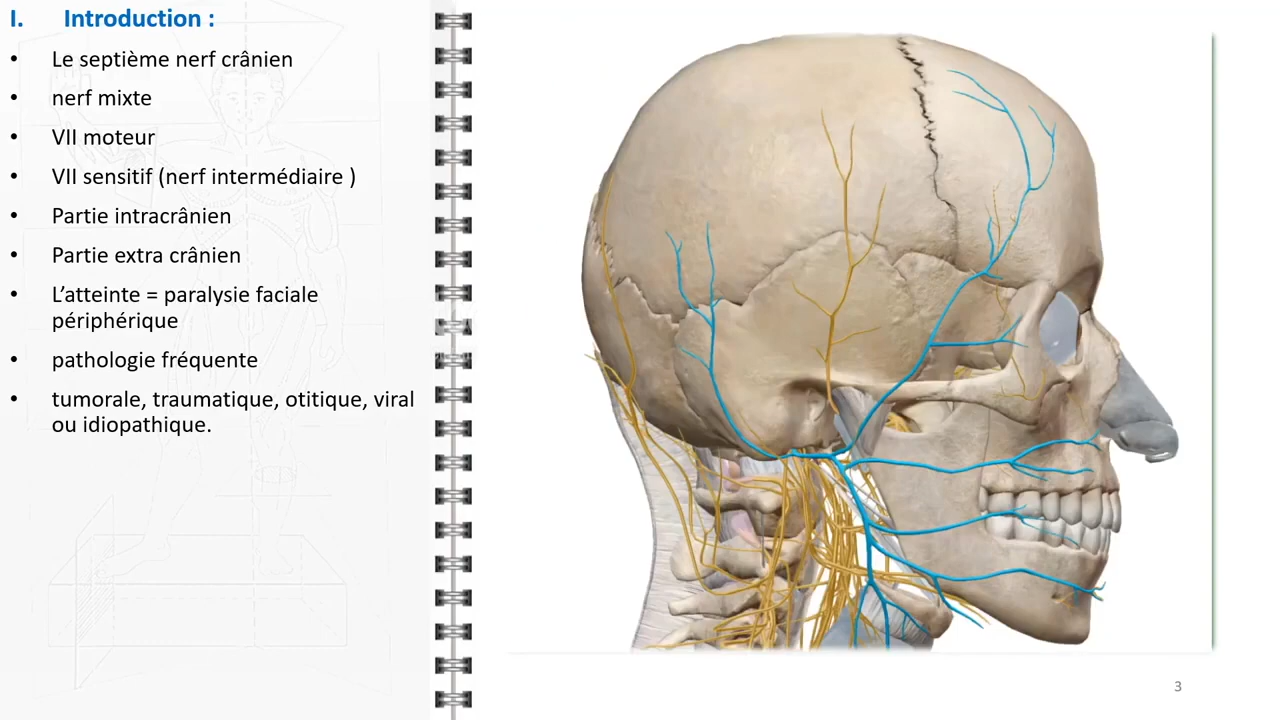 I. Introduction :
• Le septième nerf crânien
• nerf mixte
• VII moteur
• VII sensitif (nerf intermédiaire )
• Partie intracrânien
• Partie extra crânien
• L’atteinte = paralysie faciale
périphérique
• pathologie fréquente
• tumorale, traumatique, otitique, viral
ou idiopathique.
3